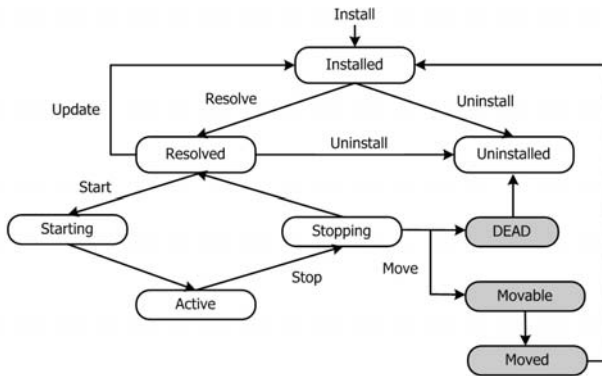 Install
Installed
Resolve
Uninstall
Update
Resolved
Uninstall
Uninstalled
Start
Starting
Stopping
DEAD
Move
Stop
Active
Movable
Moved